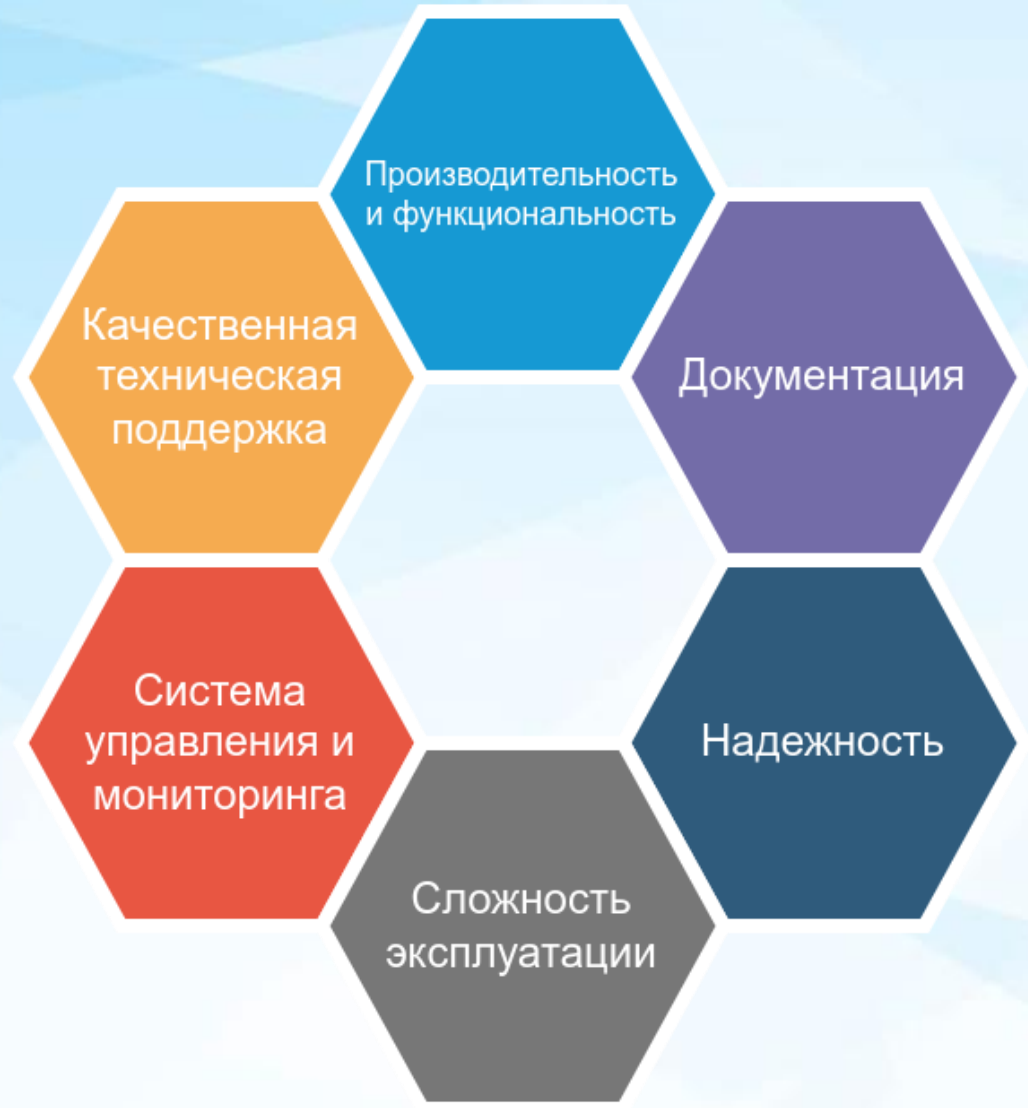 Производительность
и функциональность
Документация
Надежность
Сложность
эксплуатации
Система
управления и
мониторинга
Качественная
техническая
поддержка